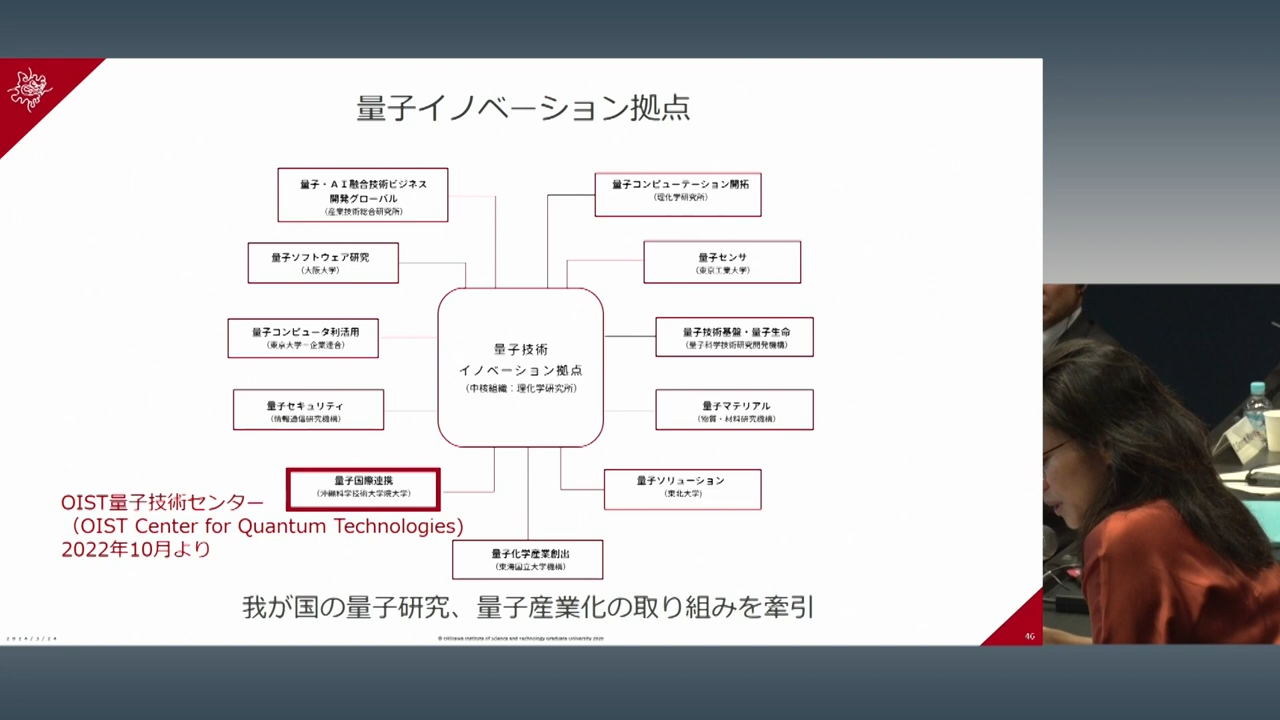 量子イノベーション拠点
量子・ＡＩ融合技術ビジネス
開発グローバル
（産業技術総合研究所）
量子コンピューテーション開拓
（理化学研究所）
量子ソフトウェア研究
（大阪大学）
量子センサ
（東京工業大学）
量子コンピュータ利活用
（東京大学－企業連合）
量子技術基盤・量子生命
（量子科学技術研究開発機構）
量子技術
イノベーション拠点
（中核組織：理化学研究所）
量子セキュリティ
（情報通信研究機構）
量子マテリアル
（物質・材料研究機構）
量子国際連携
（沖縄科学技術大学院大学）
量子ソリューション
（東北大学）
OIST量子技術センター
（OIST Center for Quantum Technologies)
2022年10月より
量子化学産業創出
（東海国立大学機構）
我が国の量子研究、量子産業化の取り組みを牽引
46